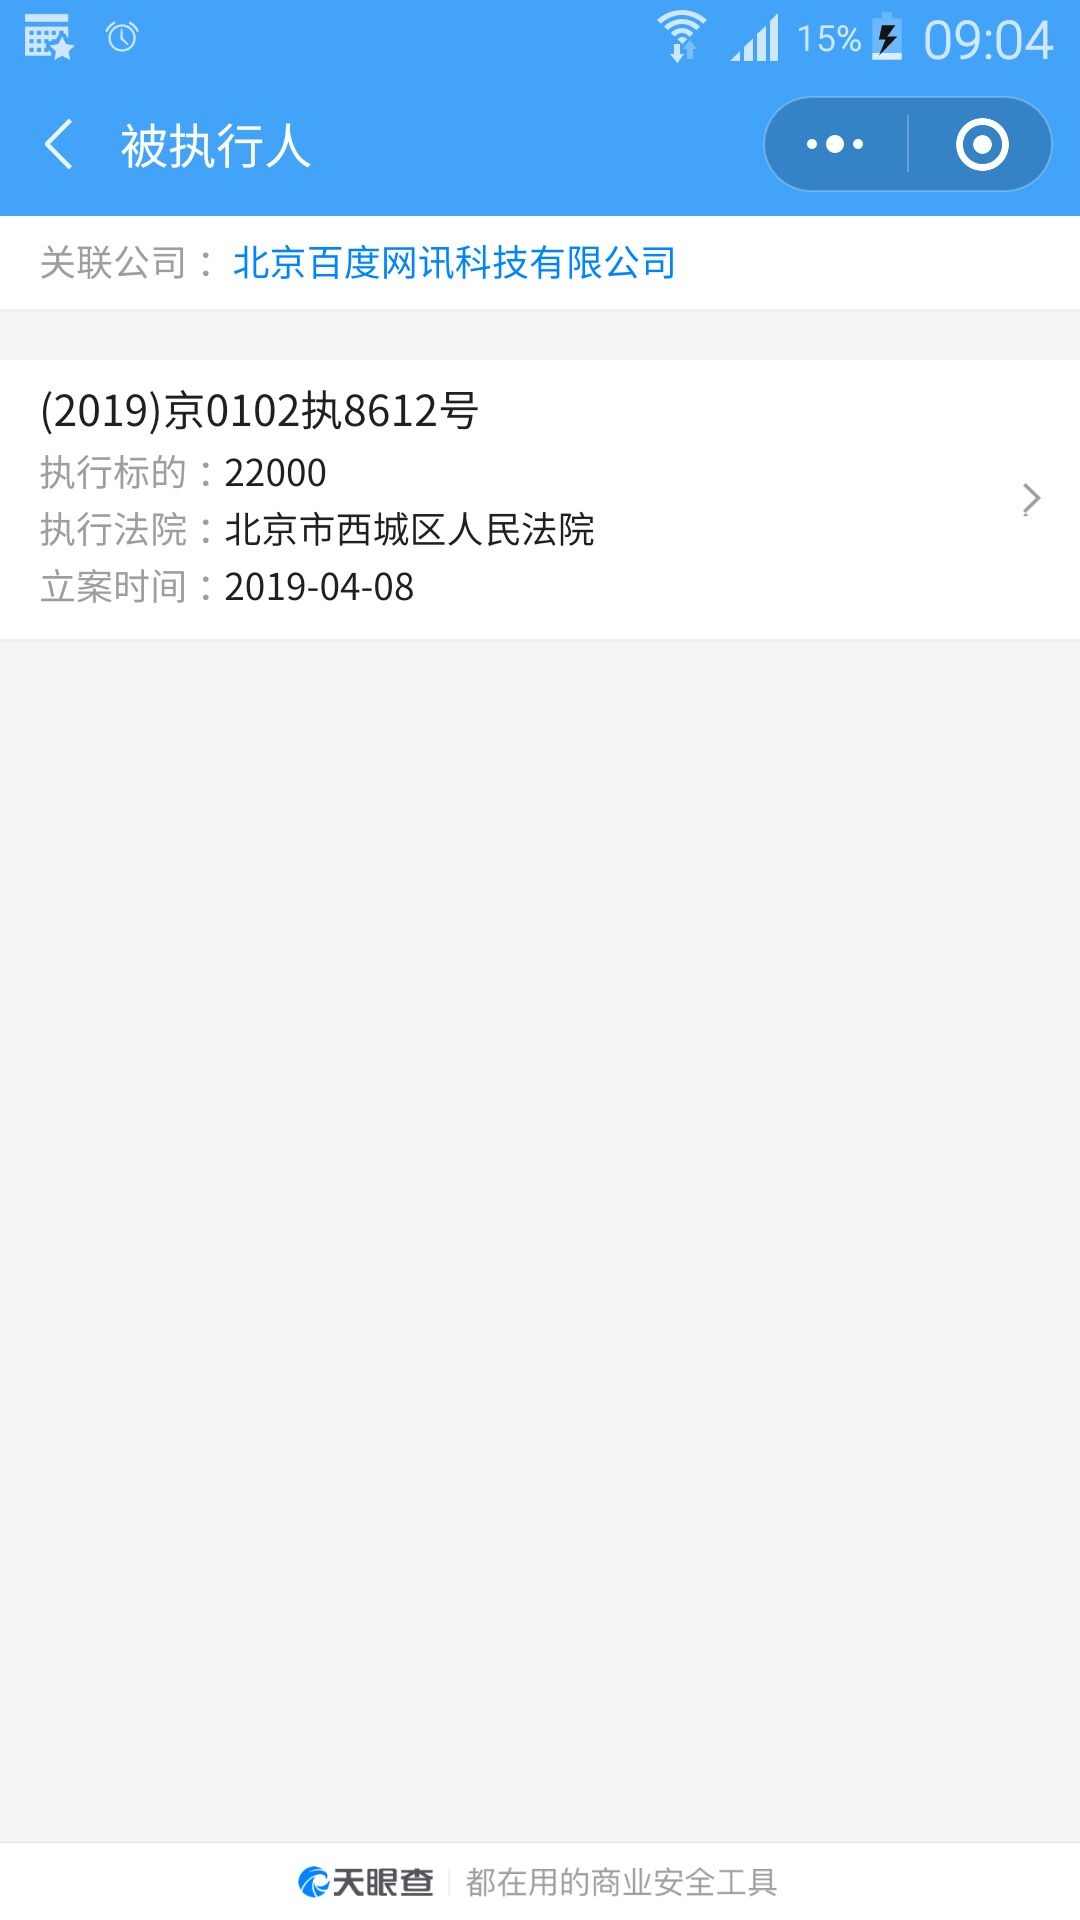 15% 09:04
被执行人
关联公司：北京百度网讯科技有限公司
(2019)京0102执8612号
执行标的：22000
执行法院：北京市西城区人民法院
立案时间：2019-04-08
天眼查 都在用的商业安全工具